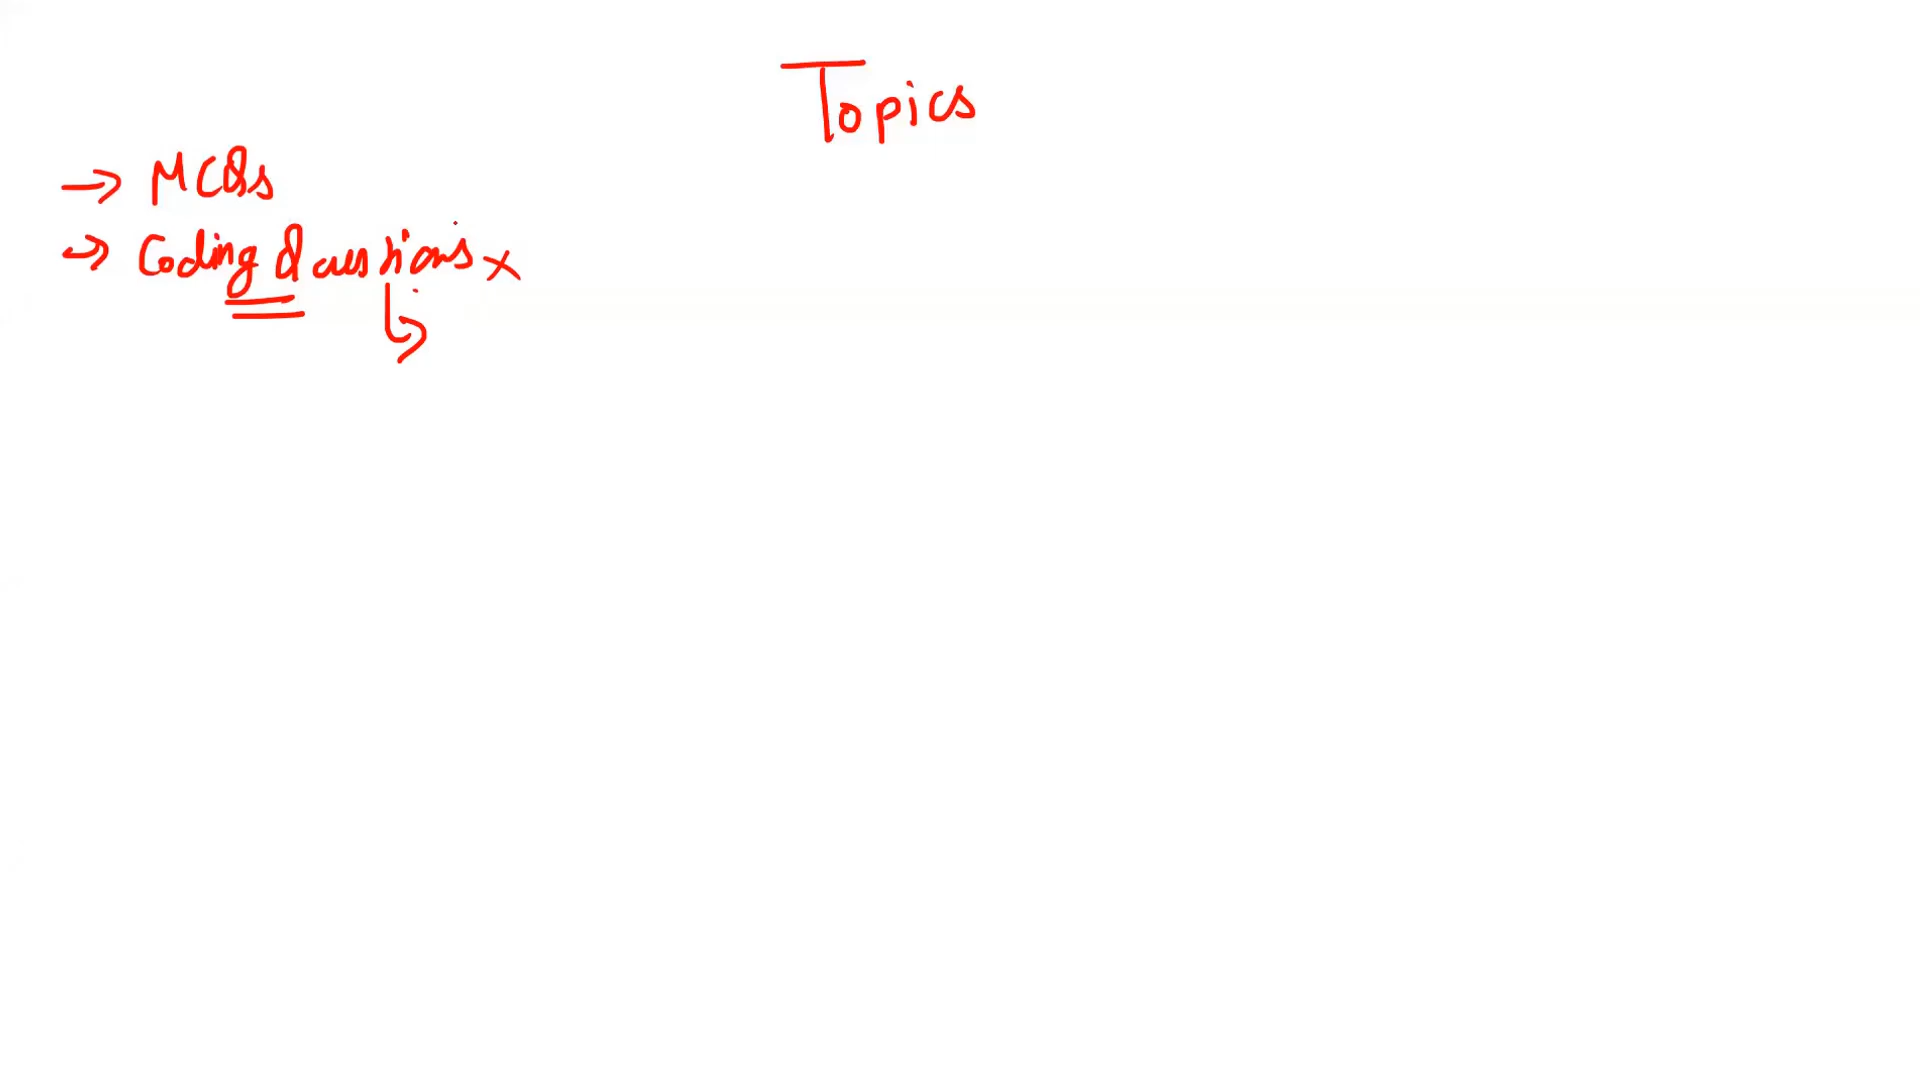 Topics
→ MCQs
→ Coding Questions ×